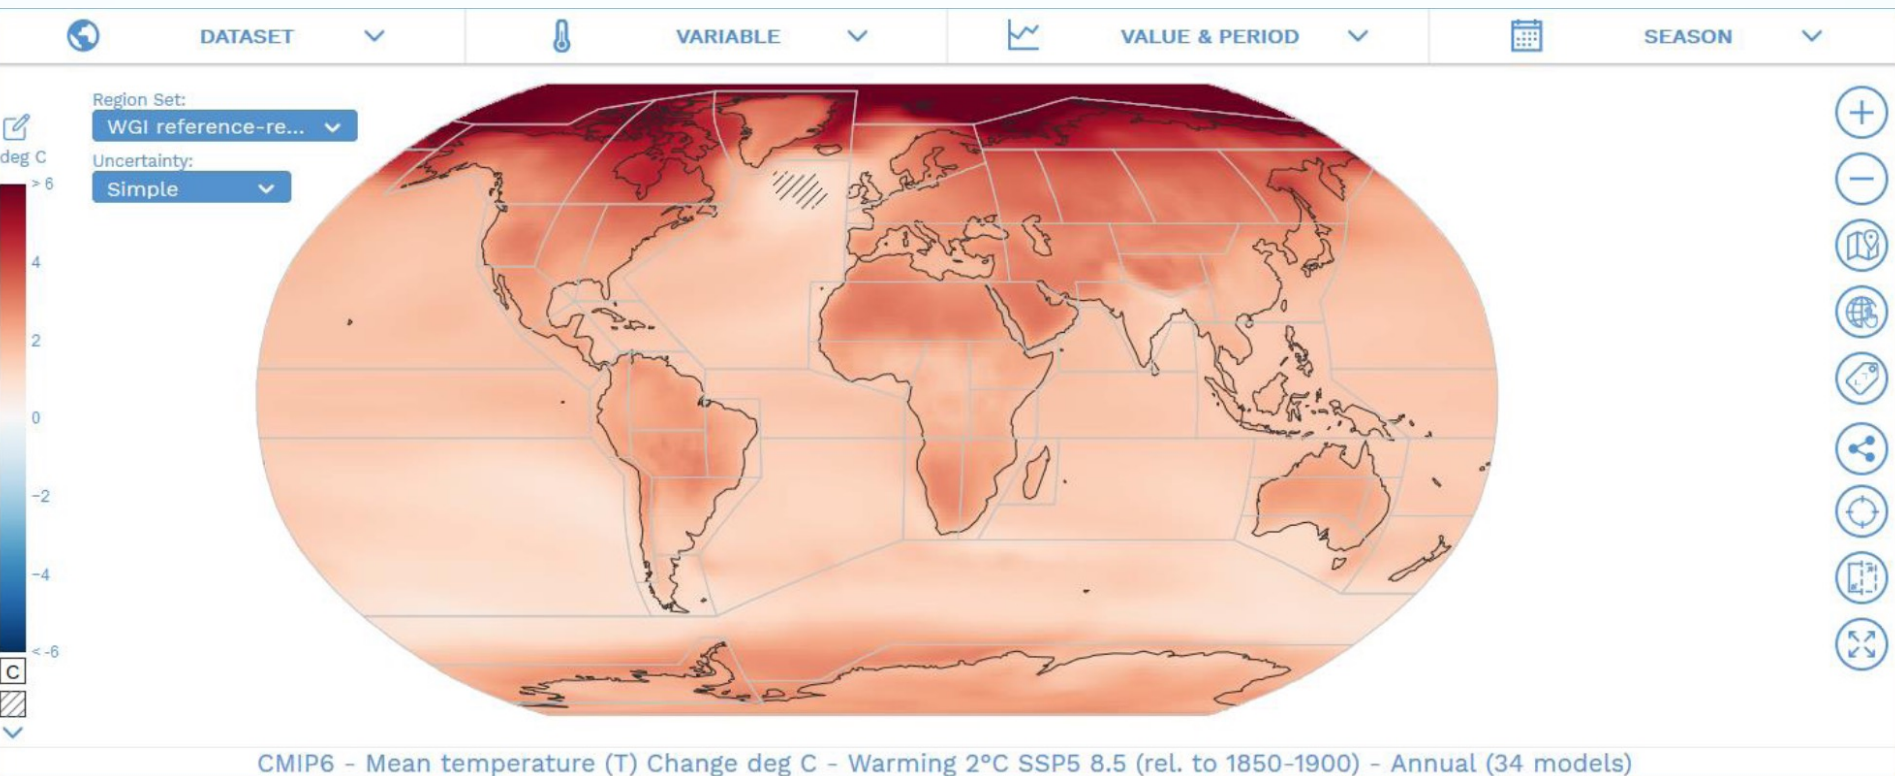 DATASET
VARIABLE
VALUE & PERIOD
SEASON
Region Set:
WGI reference-re...
Uncertainty:
Simple
deg C
> 6
4
2
0
−2
−4
< -6
C
CMIP6 - Mean temperature (T) Change deg C - Warming 2°C SSP5 8.5 (rel. to 1850-1900) - Annual (34 models)